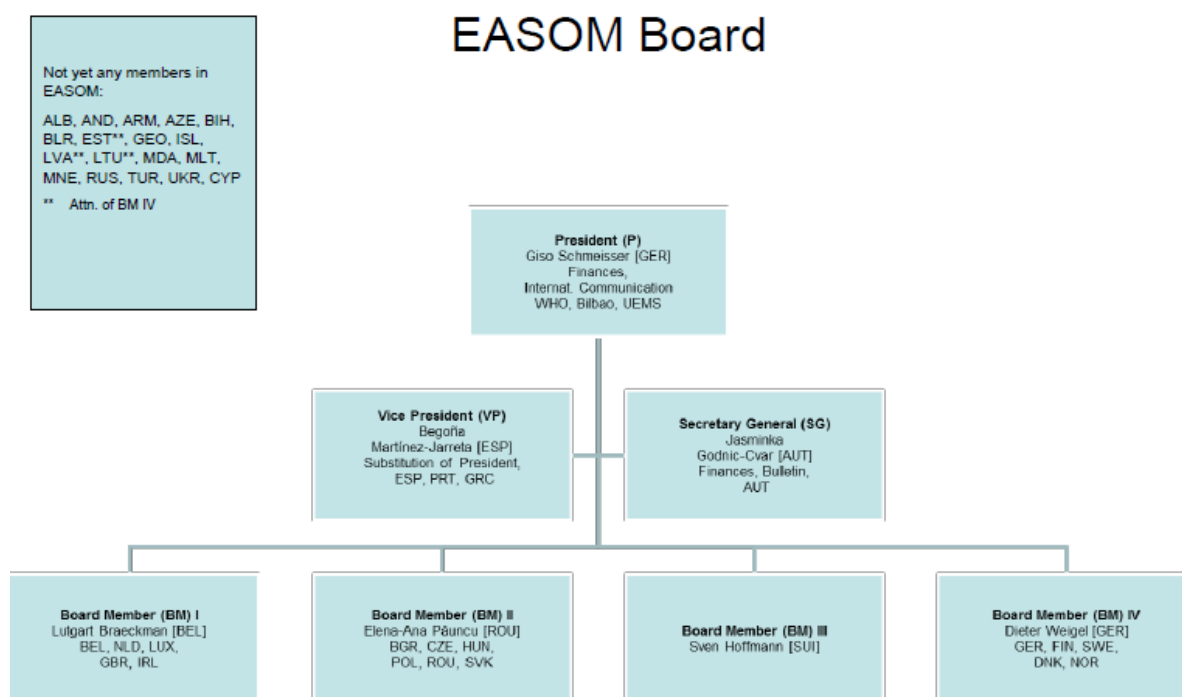 EASOM Board
Not yet any members in
EASOM:
ALB, AND, ARM, AZE, BIH,
BLR, EST**, GEO, ISL,
LVA**, LTU**, MDA, MLT,
MNE, RUS, TUR, UKR, CYP
** Attn. of BM IV
President (P)
Giso Schmeisser [GER]
Finances,
Internat. Communication
WHO, Bilbao, UEMS
Vice President (VP)
Begoña
Martínez-Jarreta [ESP]
Substitution of President,
ESP, PRT, GRC
Secretary General (SG)
Jasminka
Godnic-Cvar [AUT]
Finances, Bulletin,
AUT
Board Member (BM) I
Lutgart Braeckman [BEL]
BEL, NLD, LUX,
GBR, IRL
Board Member (BM) II
Elena-Ana Păuncu [ROU]
BGR, CZE, HUN,
POL, ROU, SVK
Board Member (BM) III
Sven Hoffmann [SUI]
Board Member (BM) IV
Dieter Weigel [GER]
GER, FIN, SWE,
DNK, NOR